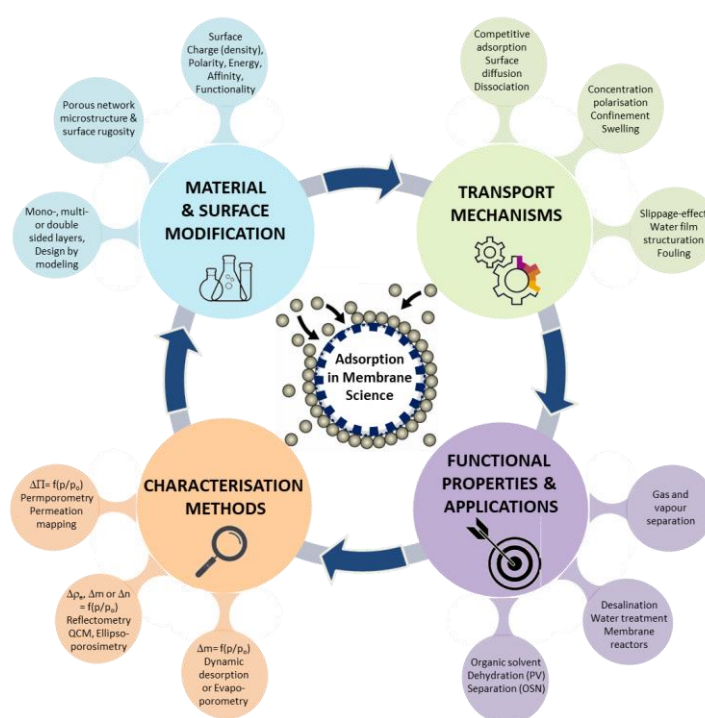 Surface
Charge (density),
Polarity, Energy,
Affinity,
Functionality
Porous network
microstructure &
surface rugosity
Mono-, multi-
or double
sided layers,
Design by
modeling
MATERIAL
& SURFACE
MODIFICATION
Competitive
adsorption
Surface
diffusion
Dissociation
Concentration
polarisation
Confinement
Swelling
Slippage-effect
Water film
structuration
Fouling
TRANSPORT
MECHANISMS
Adsorption
in Membrane
Science
CHARACTERISATION
METHODS
ΔΠ= f(p/p₀)
Permporometry
Permeation
mapping
Δρₑ, Δm or Δn
= f(p/p₀)
Reflectometry
QCM, Ellipso-
porosimetry
Δm= f(p/p₀)
Dynamic
desorption
or Evapo-
porometry
FUNCTIONAL
PROPERTIES &
APPLICATIONS
Gas and
vapour
separation
Desalination
Water treatment
Membrane
reactors
Organic solvent
Dehydration (PV)
Separation (OSN)